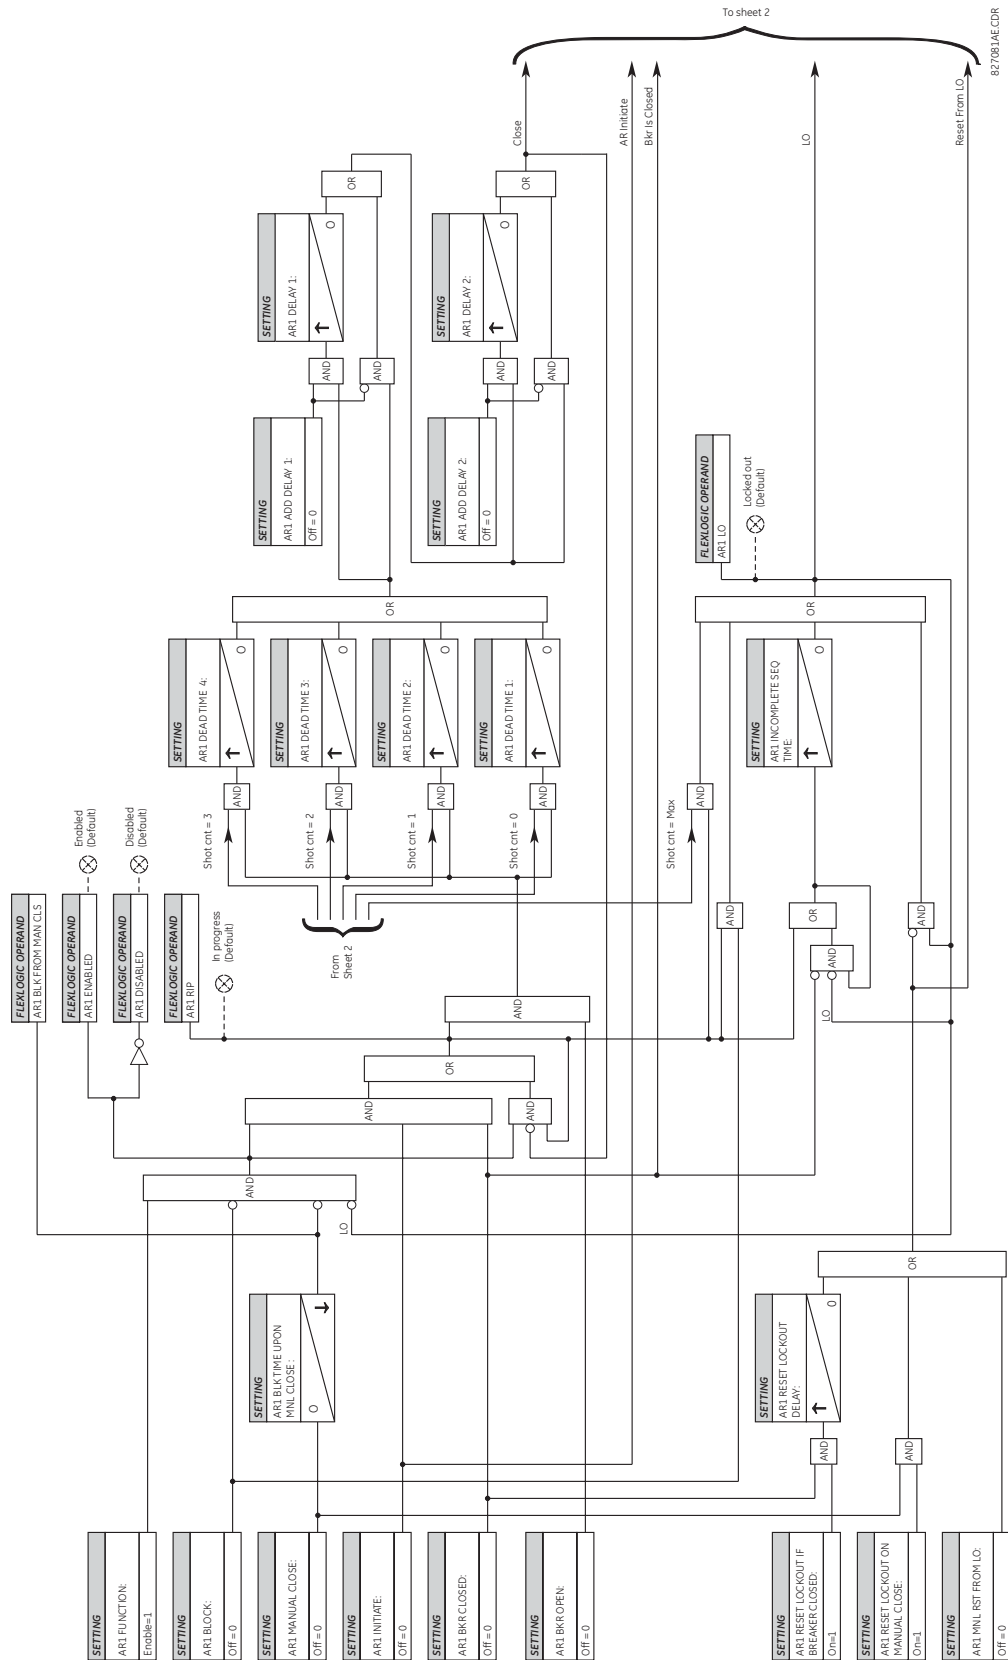 SETTING
AR1 FUNCTION:
Enable=1
SETTING
AR1 BLOCK:
Off = 0
SETTING
AR1 MANUAL CLOSE:
Off = 0
SETTING
AR1 INITIATE:
Off = 0
SETTING
AR1 BKR CLOSED:
Off = 0
SETTING
AR1 BKR OPEN:
Off = 0
SETTING
AR1 RESET LOCKOUT IF
BREAKER CLOSED:
On=1
SETTING
AR1 RESET LOCKOUT ON
MANUAL CLOSE:
On=1
SETTING
AR1 MNL RST FROM LO:
Off = 0
SETTING
AR1 BLK TIME UPON
MNL CLOSE :
O
AND
AND
SETTING
AR1 RESET LOCKOUT
DELAY:
0
OR
AND
LO
AND
AND
OR
AND
FLEXLOGIC OPERAND
AR1 BLK FROM MAN CLS
FLEXLOGIC OPERAND
AR1 ENABLED
Enabled
(Default)
FLEXLOGIC OPERAND
AR1 DISABLED
Disabled
(Default)
FLEXLOGIC OPERAND
AR1 RIP
In progress
(Default)
From
Sheet 2
LO
AND
OR
AND
AND
Shot cnt = 3
Shot cnt = 2
Shot cnt = 1
Shot cnt = 0
Shot cnt = Max
AND
AND
AND
AND
AND
SETTING
AR1 DEAD TIME 4:
O
SETTING
AR1 DEAD TIME 3:
O
SETTING
AR1 DEAD TIME 2:
O
SETTING
AR1 DEAD TIME 1:
O
SETTING
AR1 INCOMPLETE SEQ
TIME:
O
OR
OR
FLEXLOGIC OPERAND
AR1 LO
Locked out
(Default)
SETTING
AR1 ADD DELAY 1:
Off = 0
SETTING
AR1 ADD DELAY 2:
Off = 0
AND
AND
AND
AND
SETTING
AR1 DELAY 1:
O
SETTING
AR1 DELAY 2:
O
OR
OR
Close
AR Initiate
Bkr Is Closed
LO
Reset From LO
To sheet 2
827081AE.CDR